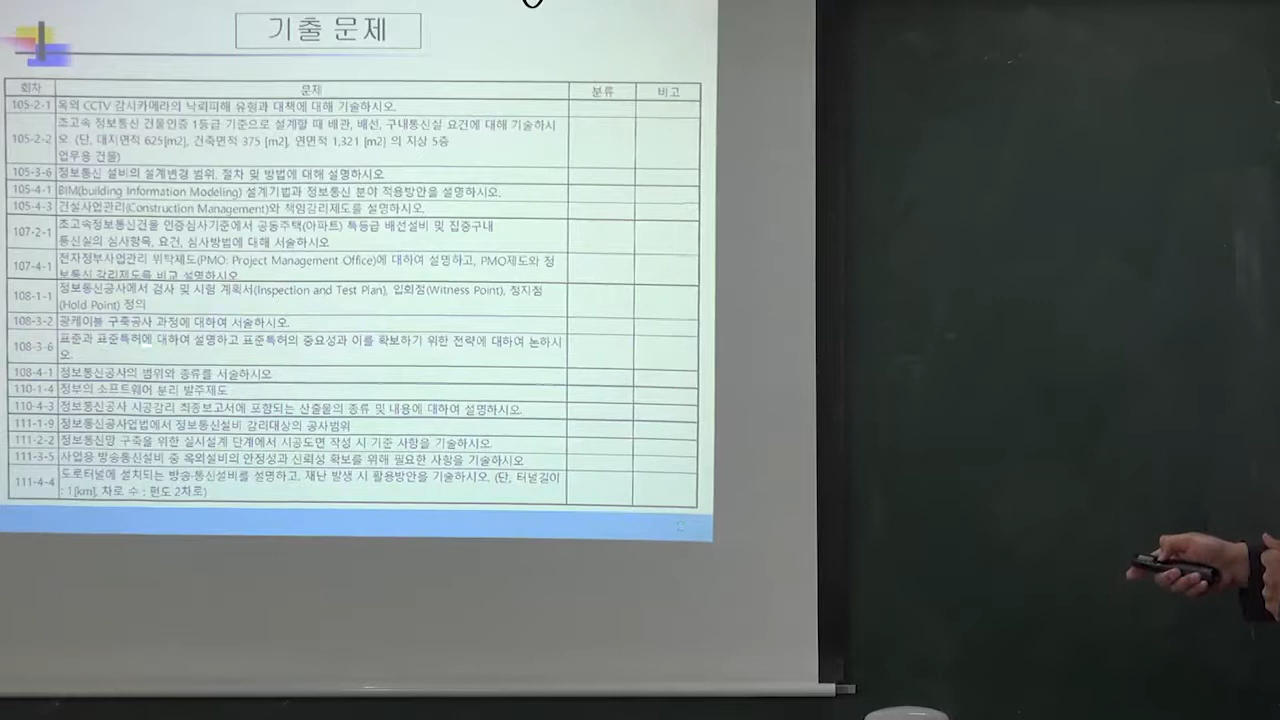 기출 문제
회차 문제 분류 비고
105-2-1 옥외 CCTV 감시카메라의 낙뢰피해 유형과 대책에 대해 기술하시오.
초고속 정보통신 건물인증 1등급 기준으로 설계할 때 배관, 배선, 구내통신실 요건에 대해 기술하시
105-2-2 오. (단, 대지면적 625[m2], 건축면적 375 [m2], 연면적 1,321 [m2] 의 지상 5층
업무용 건물)
105-3-6 정보통신 설비의 설계변경 범위, 절차 및 방법에 대해 설명하시오
105-4-1 BIM(building Information Modeling) 설계기법과 정보통신 분야 적용방안을 설명하시오.
105-4-3 건설사업관리(Construction Management)와 책임감리제도를 설명하시오.
107-2-1 초고속정보통신건물 인증심사기준에서 공동주택(아파트) 특등급 배선설비 및 집중구내
통신실의 심사항목, 요건, 심사방법에 대해 서술하시오
107-4-1 전자정부사업관리 위탁제도(PMO: Project Management Office)에 대하여 설명하고, PMO제도와 정
보통신 감리제도를 비교 설명하시오
108-1-1 정보통신공사에서 검사 및 시험 계획서(Inspection and Test Plan), 입회점(Witness Point), 정지점
(Hold Point) 정의
108-3-2 광케이블 구축공사 과정에 대하여 서술하시오.
108-3-6 표준과 표준특허에 대하여 설명하고 표준특허의 중요성과 이를 확보하기 위한 전략에 대하여 논하시
오.
108-4-1 정보통신공사의 범위와 종류를 서술하시오
110-1-4 정부의 소프트웨어 분리 발주제도
110-4-3 정보통신공사 시공감리 최종보고서에 포함되는 산출물의 종류 및 내용에 대하여 설명하시오.
111-1-9 정보통신공사업법에서 정보통신설비 감리대상의 공사범위
111-2-2 정보통신망 구축을 위한 실시설계 단계에서 시공도면 작성 시 기준 사항을 기술하시오.
111-3-5 사업용 방송통신설비 중 옥외설비의 안정성과 신뢰성 확보를 위해 필요한 사항을 기술하시오
111-4-4 도로터널에 설치되는 방송·통신설비를 설명하고, 재난 발생 시 활용방안을 기술하시오. (단, 터널길이
: 1[km], 차로 수 : 편도 2차로)